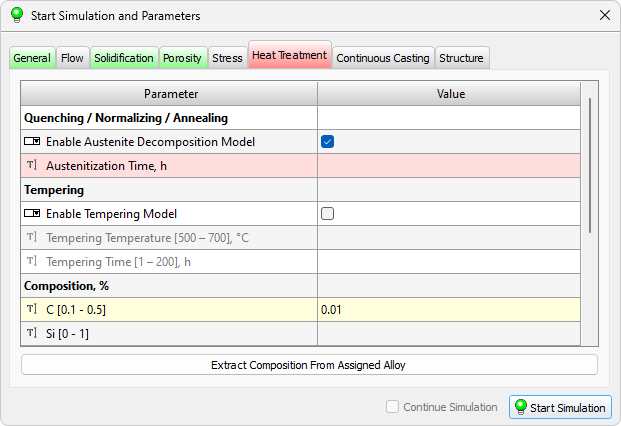 Start Simulation and Parameters
General Flow Solidification Porosity Stress Heat Treatment Continuous Casting Structure
Parameter Value
Quenching / Normalizing / Annealing
Enable Austenite Decomposition Model
Austenitization Time, h
Tempering
Enable Tempering Model
Tempering Temperature [500 – 700], °C
Tempering Time [1 – 200], h
Composition, %
C [0.1 - 0.5] 0.01
Si [0 - 1]
Extract Composition From Assigned Alloy
Continue Simulation Start Simulation